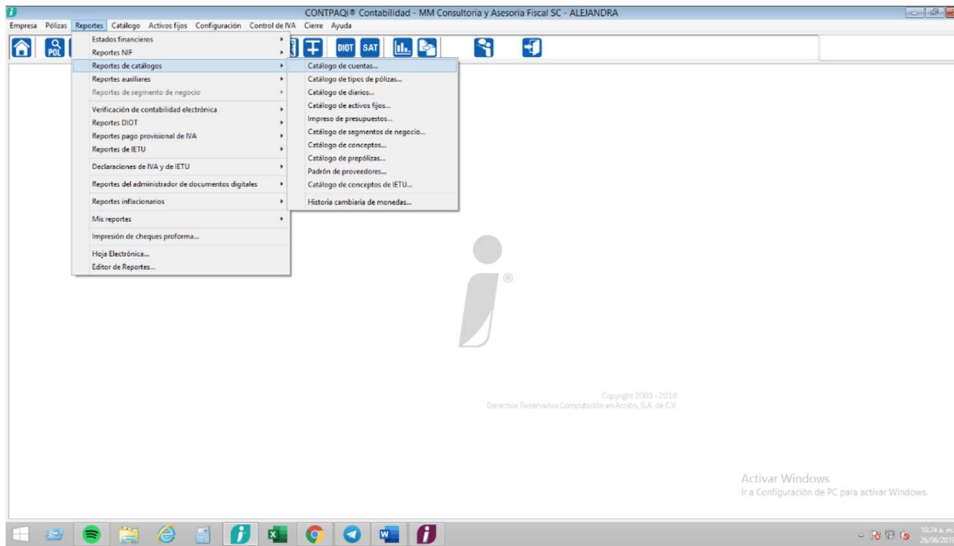 CONTPAQi® Contabilidad - MM Consultoria y Asesoria Fiscal SC - ALEJANDRA
Empresa Pólizas Reportes Catálogo Activos fijos Configuración Control de IVA Cierre Ayuda
POL DIOT SAT
Estados financieros
Reportes NIF
Reportes de catálogos
Reportes auxiliares
Reportes de segmento de negocio
Verificación de contabilidad electrónica
Reportes DIOT
Reportes pago provisional de IVA
Reportes de IETU
Declaraciones de IVA y de IETU
Reportes del administrador de documentos digitales
Reportes inflacionarios
Mis reportes
Impresión de cheques proforma...
Hoja Electrónica...
Editor de Reportes...
Catálogo de cuentas...
Catálogo de tipos de pólizas...
Catálogo de diarios...
Catálogo de activos fijos...
Impreso de presupuestos...
Catálogo de segmentos de negocio...
Catálogo de conceptos...
Catálogo de prepólizas...
Padrón de proveedores...
Catálogo de conceptos de IETU...
Historia cambiaria de monedas...
Copyright 2003 - 2018
Derechos Reservados Computación en Acción, S.A. de C.V.
Activar Windows
Ir a Configuración de PC para activar Windows.
10:24 a. m.